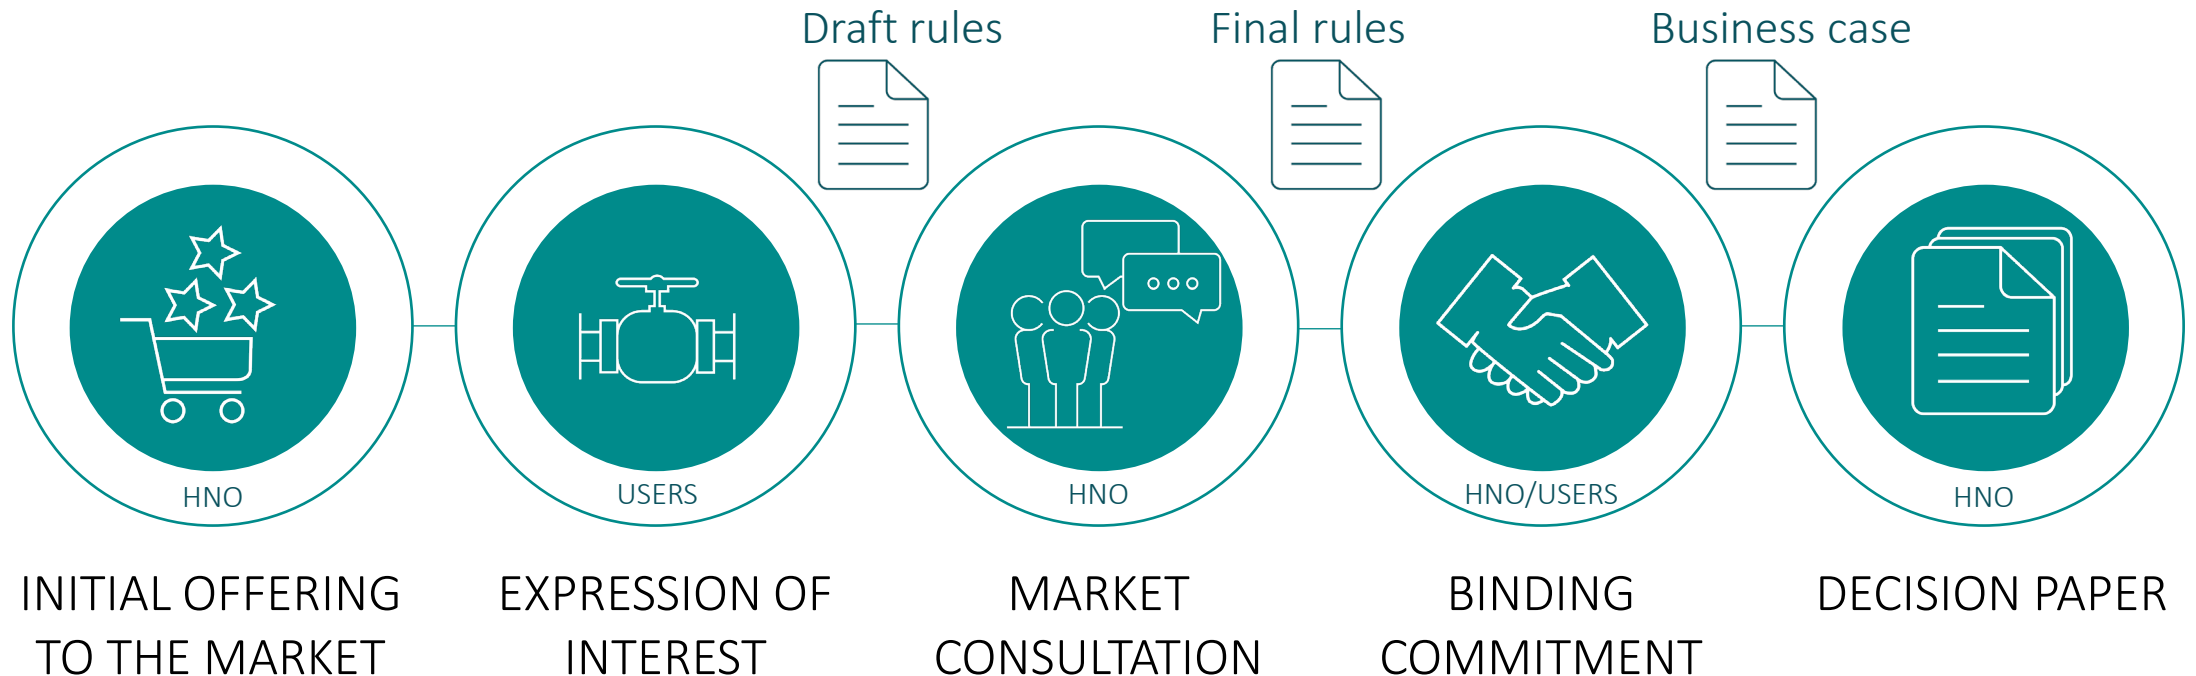 Draft rules
Final rules
Business case
HNO
USERS
HNO
HNO/USERS
HNO
INITIAL OFFERING
TO THE MARKET
EXPRESSION OF
INTEREST
MARKET
CONSULTATION
BINDING
COMMITMENT
DECISION PAPER